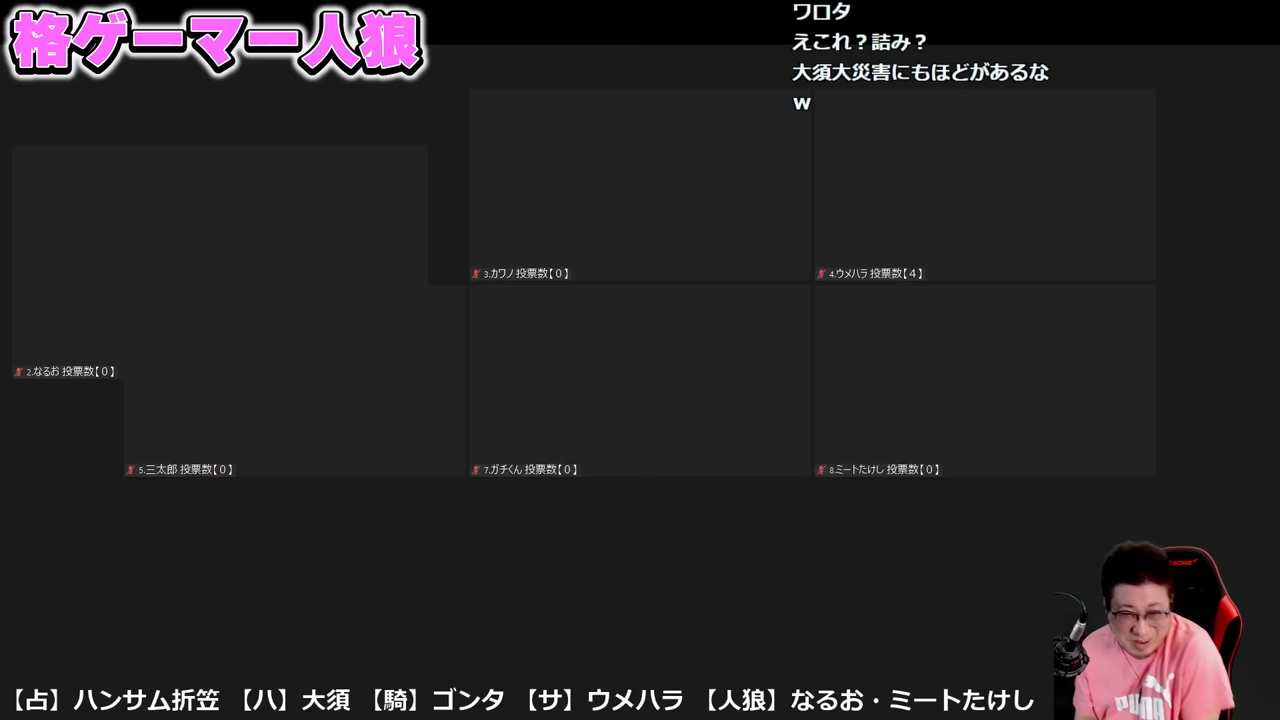 格ゲーマー人狼
ワロタ
えこれ？詰み？
大須大災害にもほどがあるな
w
3.カワノ 投票数【０】
4.ウメハラ 投票数【４】
2.なるお 投票数【０】
5.三太郎 投票数【０】
7.ガチくん 投票数【０】
8.ミートたけし 投票数【０】
PUMA
【占】ハンサム折笠 【ハ】大須 【騎】ゴンタ 【サ】ウメハラ 【人狼】なるお・ミートたけし